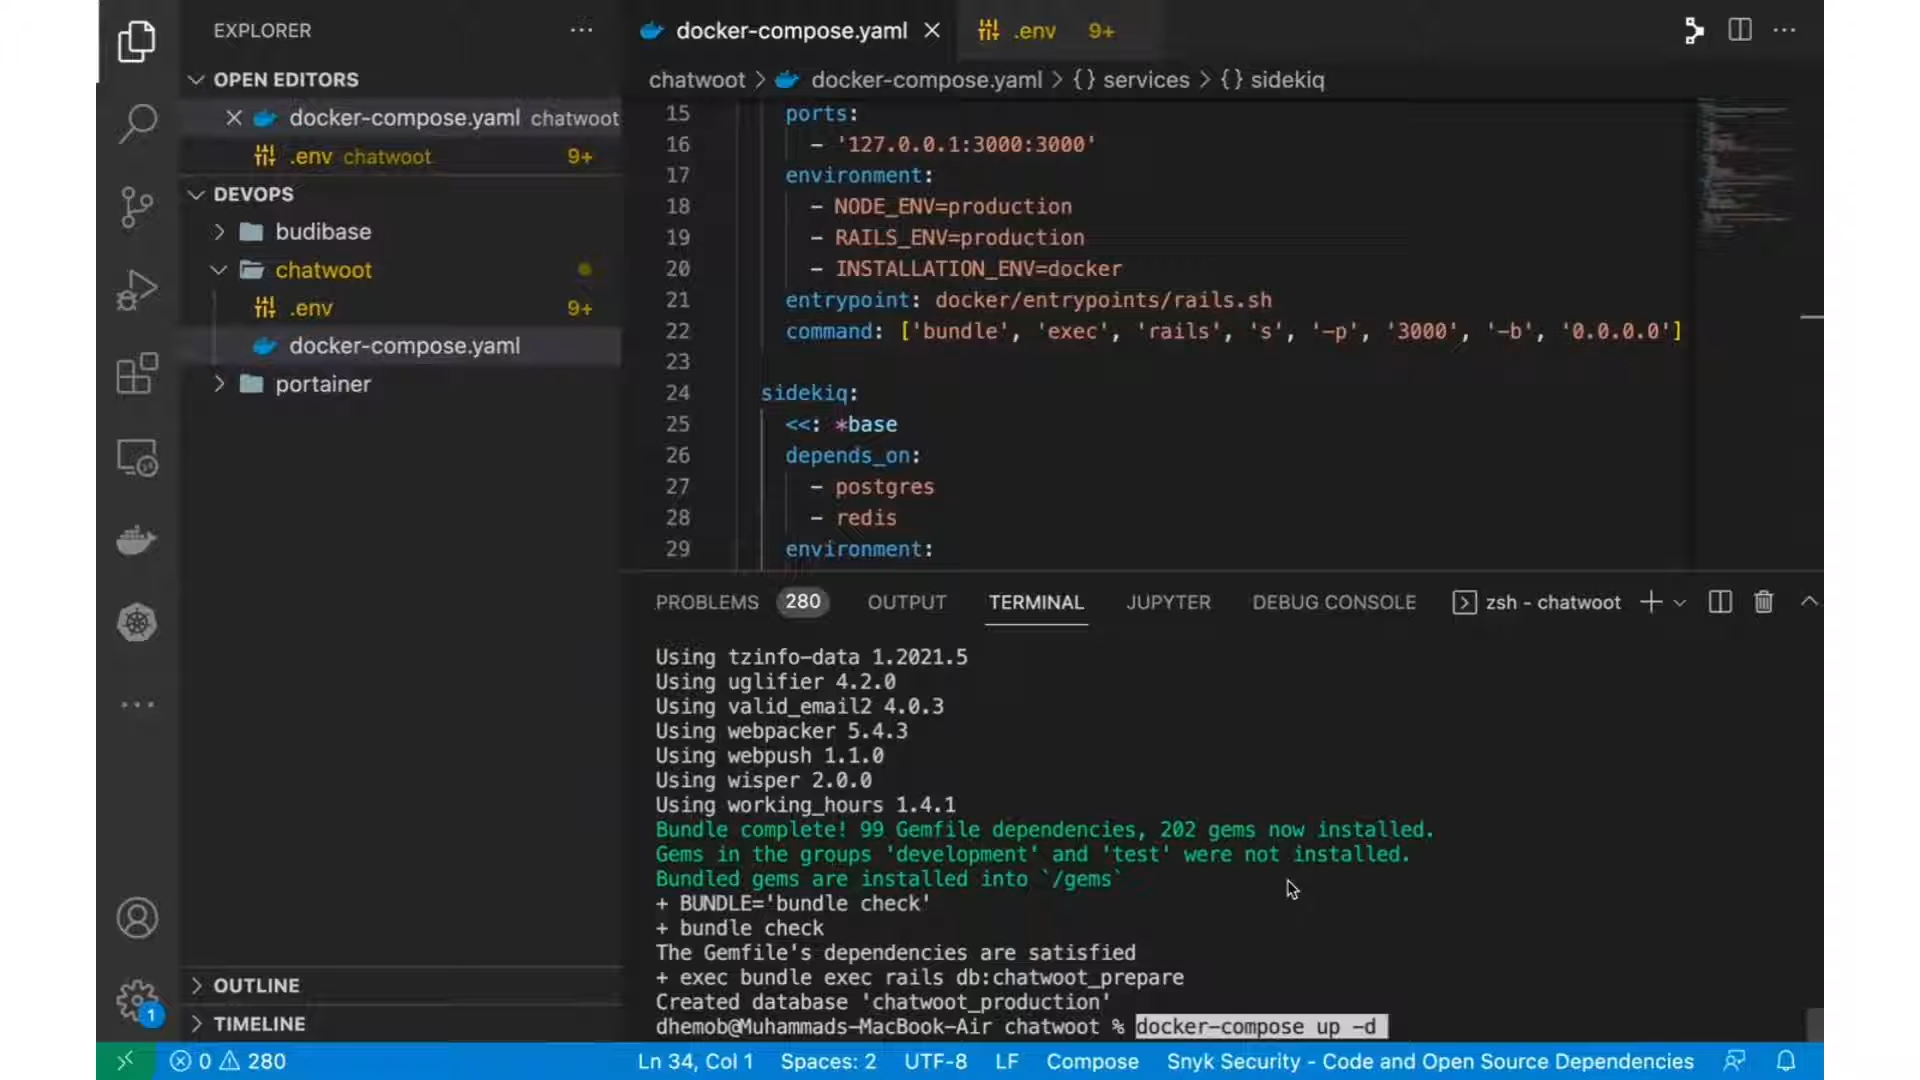 EXPLORER
OPEN EDITORS
docker-compose.yaml chatwoot
.env chatwoot 9+
DEVOPS
budibase
chatwoot
.env 9+
docker-compose.yaml
portainer
OUTLINE
TIMELINE
1
docker-compose.yaml
.env 9+
chatwoot > docker-compose.yaml > {} services > {} sidekiq
15 ports:
16 - '127.0.0.1:3000:3000'
17 environment:
18 - NODE_ENV=production
19 - RAILS_ENV=production
20 - INSTALLATION_ENV=docker
21 entrypoint: docker/entrypoints/rails.sh
22 command: ['bundle', 'exec', 'rails', 's', '-p', '3000', '-b', '0.0.0.0']
23
24 sidekiq:
25 <<: *base
26 depends_on:
27 - postgres
28 - redis
29 environment:
PROBLEMS 280 OUTPUT TERMINAL JUPYTER DEBUG CONSOLE zsh - chatwoot
Using tzinfo-data 1.2021.5
Using uglifier 4.2.0
Using valid_email2 4.0.3
Using webpacker 5.4.3
Using webpush 1.1.0
Using wisper 2.0.0
Using working_hours 1.4.1
Bundle complete! 99 Gemfile dependencies, 202 gems now installed.
Gems in the groups 'development' and 'test' were not installed.
Bundled gems are installed into `/gems`
+ BUNDLE='bundle check'
+ bundle check
The Gemfile's dependencies are satisfied
+ exec bundle exec rails db:chatwoot_prepare
Created database 'chatwoot_production'
dhemob@Muhammads-MacBook-Air chatwoot % docker-compose up -d
0 280 Ln 34, Col 1 Spaces: 2 UTF-8 LF Compose Snyk Security - Code and Open Source Dependencies